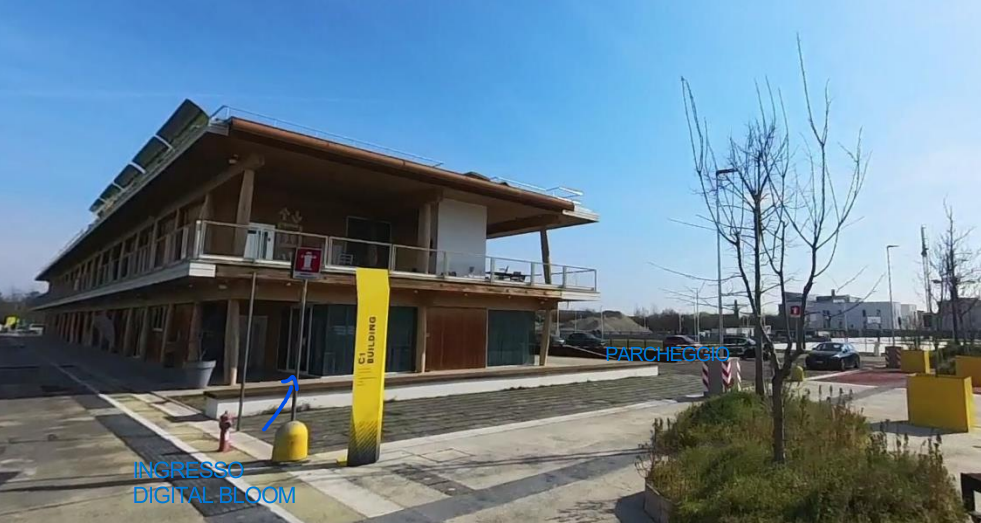 C1
BUILDING
PARCHEGGIO
INGRESSO
DIGITAL-BLOOM